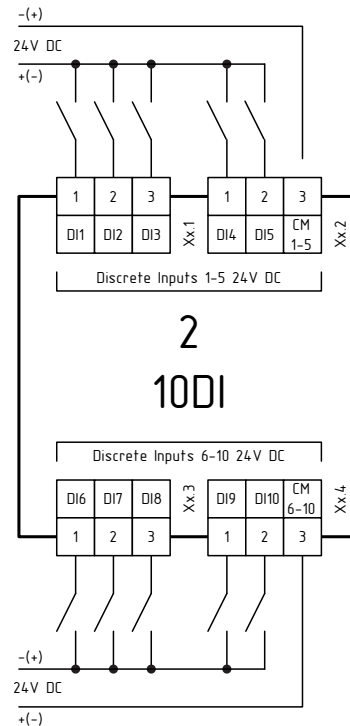 -(+)
24V DC
+(-)
1 2 3 1 2 3
DI1 DI2 DI3 Xx.1 DI4 DI5 CM 1-5 Xx.2
Discrete Inputs 1-5 24V DC
2
10DI
Discrete Inputs 6-10 24V DC
DI6 DI7 DI8 Xx.3 DI9 DI10 CM 6-10 Xx.4
1 2 3 1 2 3
-(+)
24V DC
+(-)